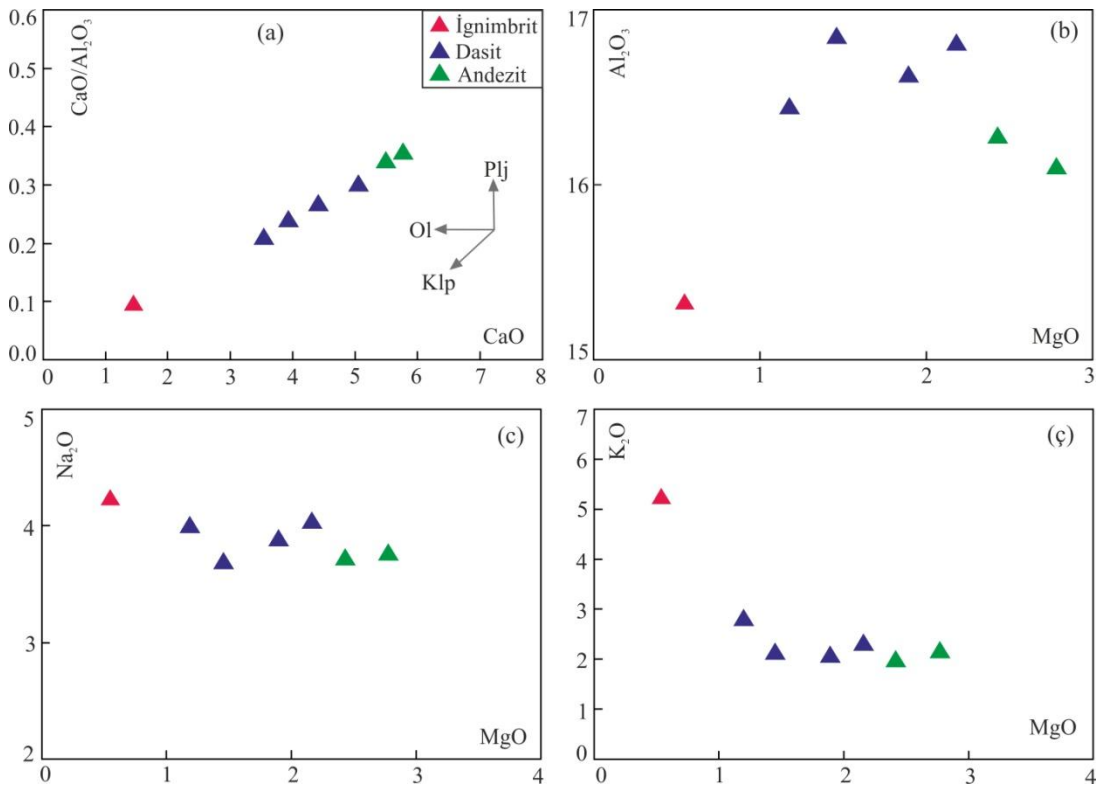 (a)
CaO/Al₂O₃
0.6
0.5
0.4
0.3
0.2
0.1
0.0
İgnimbrit
Dasit
Andezit
Plj
Ol
Klp
CaO
1 2 3 4 5 6 7 8
(b)
Al₂O₃
17
16
15
MgO
0 1 2 3
(c)
Na₂O
5
4
3
2
MgO
0 1 2 3 4
(ç)
K₂O
7
6
5
4
3
2
1
0
MgO
0 1 2 3 4